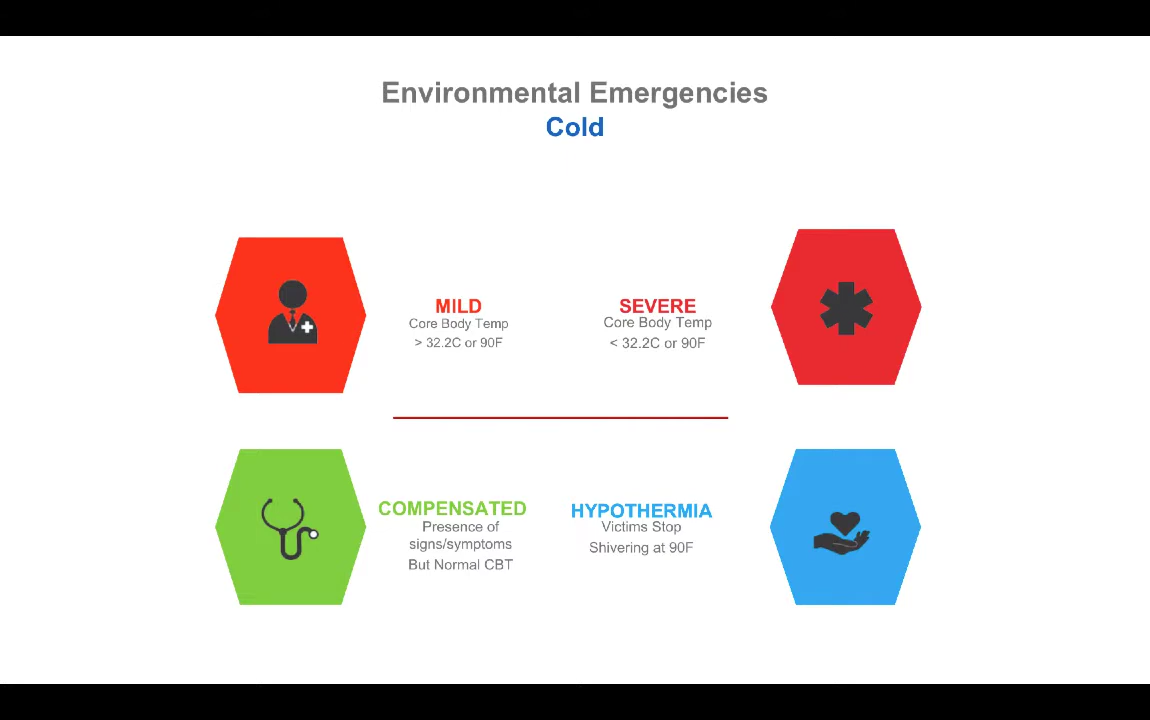 Environmental Emergencies
Cold
MILD
Core Body Temp
> 32.2C or 90F
SEVERE
Core Body Temp
< 32.2C or 90F
COMPENSATED
Presence of
signs/symptoms
But Normal CBT
HYPOTHERMIA
Victims Stop
Shivering at 90F